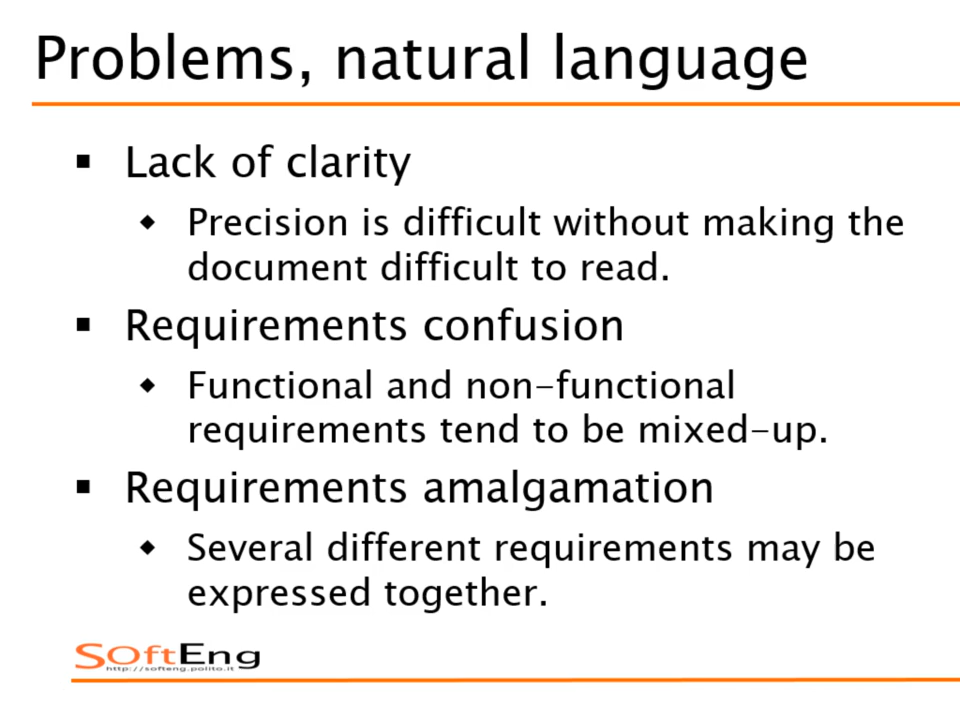 Problems, natural language
▪ Lack of clarity
◆ Precision is difficult without making the
document difficult to read.
▪ Requirements confusion
◆ Functional and non-functional
requirements tend to be mixed-up.
▪ Requirements amalgamation
◆ Several different requirements may be
expressed together.
SOftEng
http://softeng.polito.it